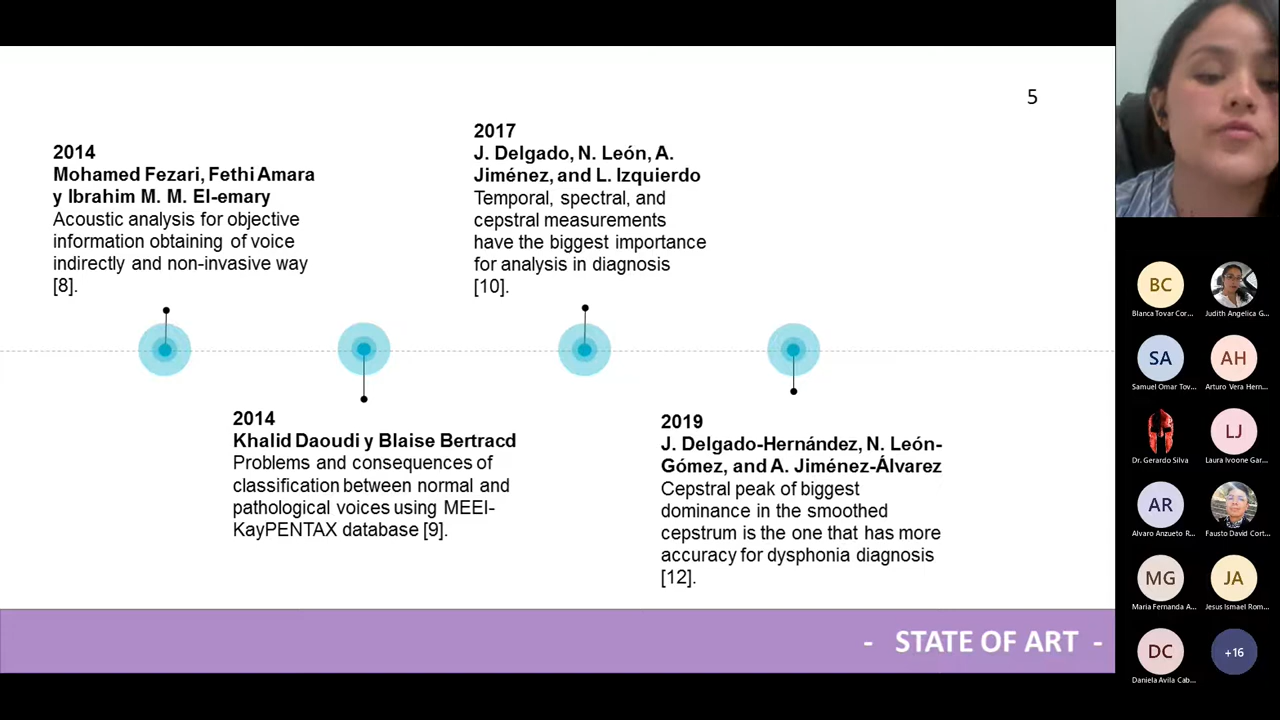 5
2014
Mohamed Fezari, Fethi Amara
y Ibrahim M. M. El-emary
Acoustic analysis for objective
information obtaining of voice
indirectly and non-invasive way
[8].
2017
J. Delgado, N. León, A.
Jiménez, and L. Izquierdo
Temporal, spectral, and
cepstral measurements
have the biggest importance
for analysis in diagnosis
[10].
2014
Khalid Daoudi y Blaise Bertracd
Problems and consequences of
classification between normal and
pathological voices using MEEI-
KayPENTAX database [9].
2019
J. Delgado-Hernández, N. León-
Gómez, and A. Jiménez-Álvarez
Cepstral peak of biggest
dominance in the smoothed
cepstrum is the one that has more
accuracy for dysphonia diagnosis
[12].
- STATE OF ART -
BC
Blanca Tovar Cor...
Judith Angelica G...
SA
Samuel Omar Tov...
AH
Arturo Vera Hern...
Dr. Gerardo Silva
LJ
Laura Ivoone Gar...
AR
Alvaro Anzueto R...
Fausto David Cort...
MG
Maria Fernanda A...
JA
Jesus Ismael Rom...
DC
Daniela Avila Cab...
+16